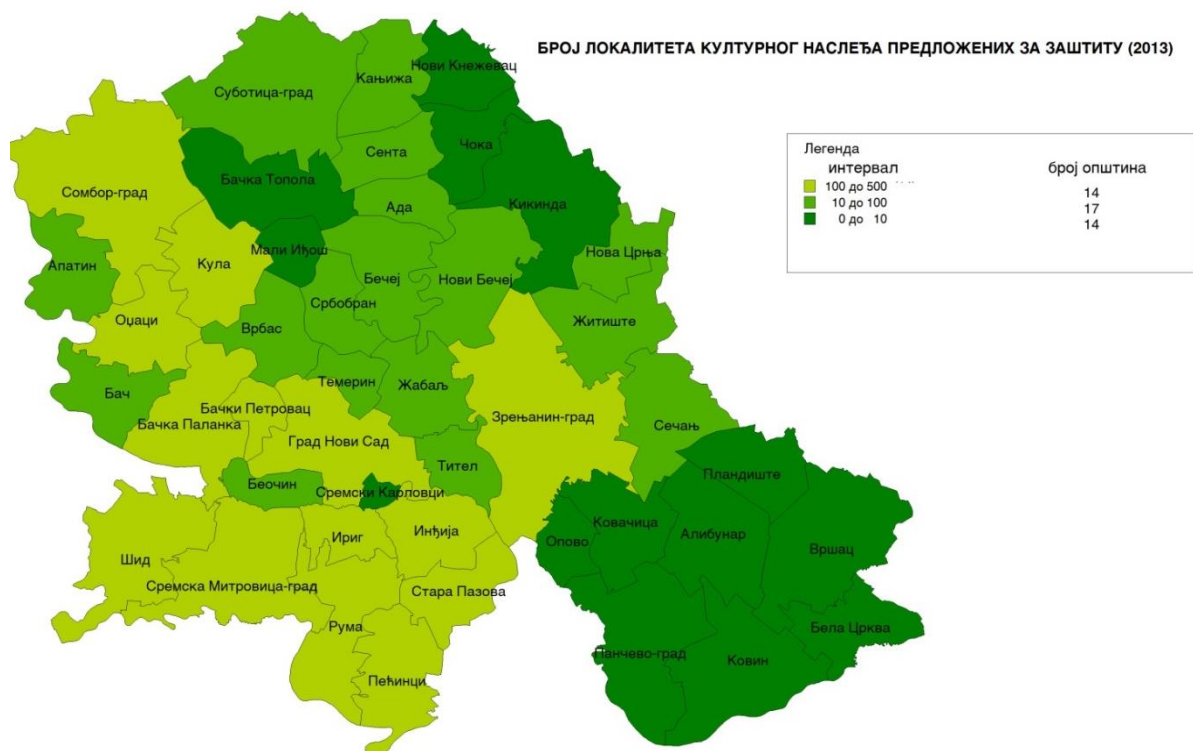 БРОЈ ЛОКАЛИТЕТА КУЛТУРНОГ НАСЛЕЂА ПРЕДЛОЖЕНИХ ЗА ЗАШТИТУ (2013)
Легенда
интервал број општина
100 до 500 14
10 до 100 17
0 до 10 14
Нови Кнежевац
Кањижа
Суботица-град
Чока
Сента
Бачка Топола
Сомбор-град
Ада
Кикинда
Мали Иђош
Нова Црња
Апатин
Кула
Бечеј
Нови Бечеј
Србобран
Оџаци
Врбас
Житиште
Темерин
Жабаљ
Бач
Бачки Петровац
Зрењанин-град
Бачка Паланка
Сечањ
Град Нови Сад
Тител
Пландиште
Беочин
Сремски Карловци
Ковачица
Инђија
Ириг
Опово
Алибунар
Вршац
Шид
Сремска Митровица-град
Стара Пазова
Рума
Бела Црква
Панчево-град
Ковин
Пећинци